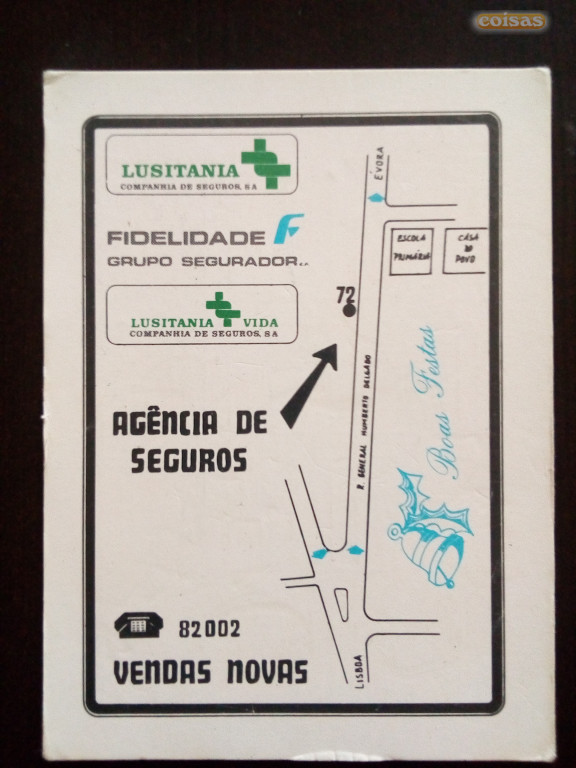 coisas
LUSITANIA
COMPANHIA DE SEGUROS, SA
FIDELIDADE F
GRUPO SEGURADOR S.A.
LUSITANIA VIDA
COMPANHIA DE SEGUROS, SA
AGÊNCIA DE
SEGUROS
82002
VENDAS NOVAS
ÉVORA
ESCOLA
PRIMÁRIA
CASA
DO
POVO
72
R. GENERAL HUMBERTO DELGADO
Boas Festas
LISBOA